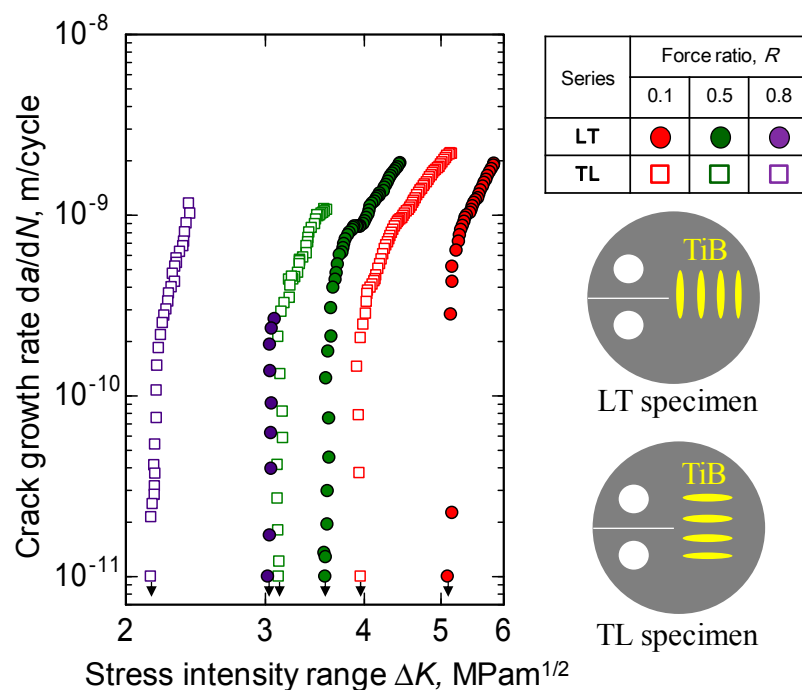 10⁻⁸
10⁻⁹
10⁻¹⁰
10⁻¹¹
Crack growth rate da/dN, m/cycle
2 3 4 5 6
Stress intensity range ΔK, MPam¹/²
Series Force ratio, R
0.1 0.5 0.8
LT
TL
TiB
LT specimen
TiB
TL specimen